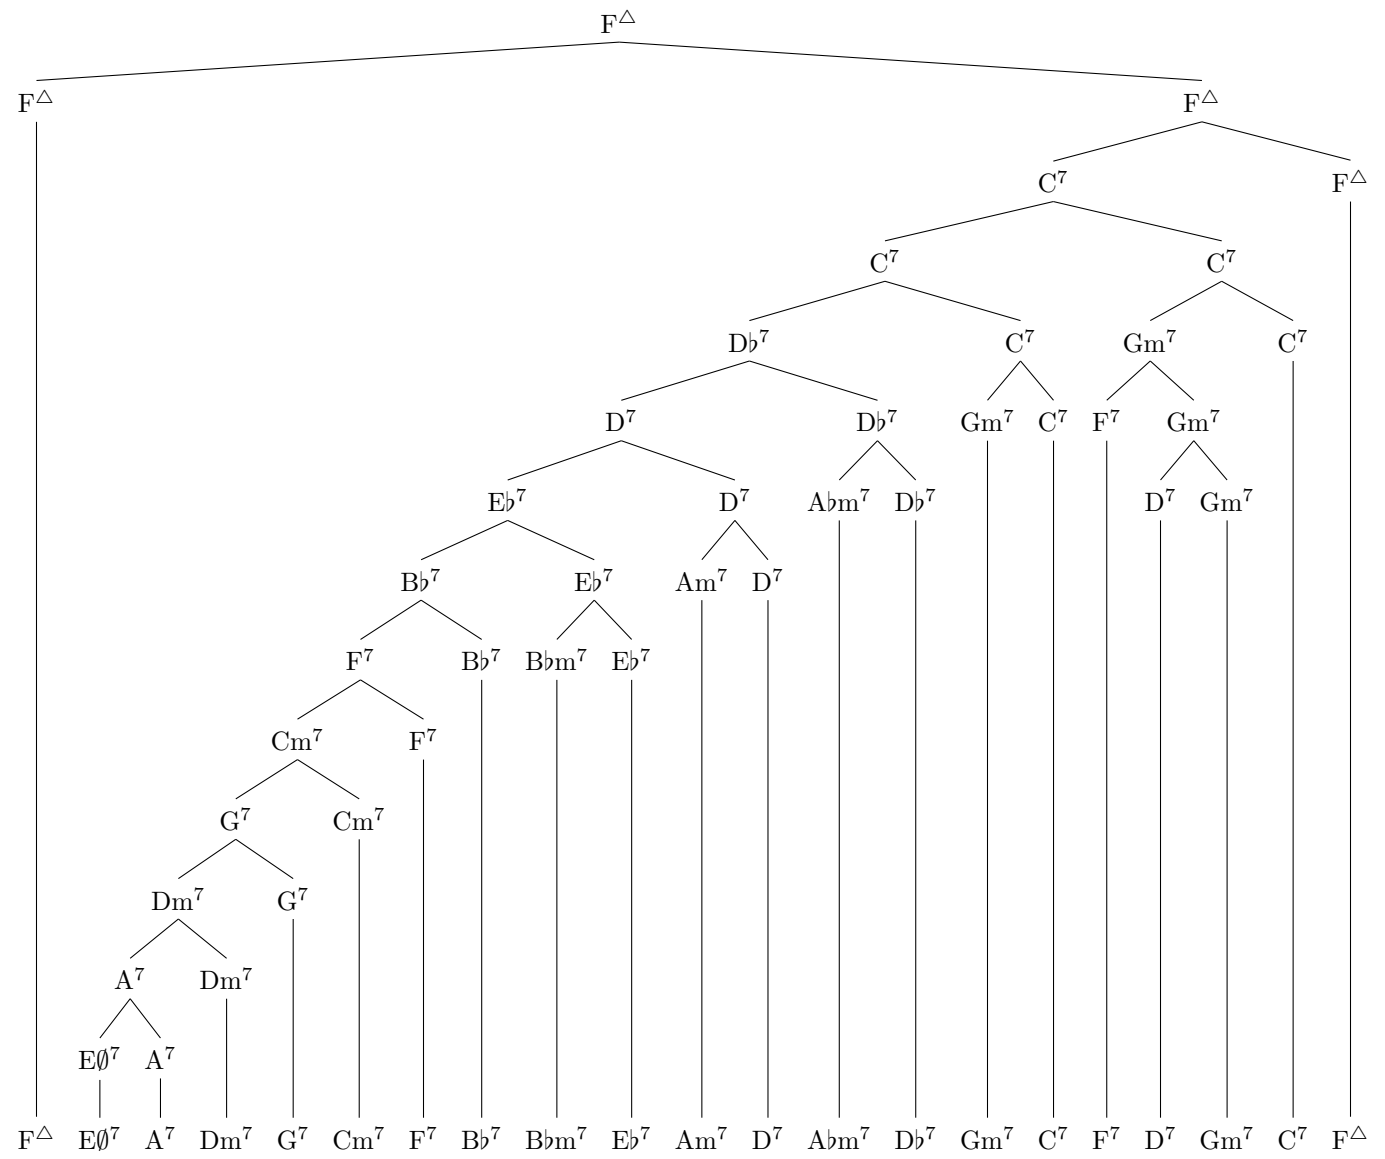 F△
F△ F△
C⁷ F△
C⁷ C⁷
D♭⁷ C⁷ Gm⁷ C⁷
D⁷ D♭⁷ Gm⁷ C⁷ F⁷ Gm⁷
E♭⁷ D⁷ A♭m⁷ D♭⁷ D⁷ Gm⁷
B♭⁷ E♭⁷ Am⁷ D⁷
F⁷ B♭⁷ B♭m⁷ E♭⁷
Cm⁷ F⁷
G⁷ Cm⁷
Dm⁷ G⁷
A⁷ Dm⁷
E∅⁷ A⁷
F△ E∅⁷ A⁷ Dm⁷ G⁷ Cm⁷ F⁷ B♭⁷ B♭m⁷ E♭⁷ Am⁷ D⁷ A♭m⁷ D♭⁷ Gm⁷ C⁷ F⁷ D⁷ Gm⁷ C⁷ F△